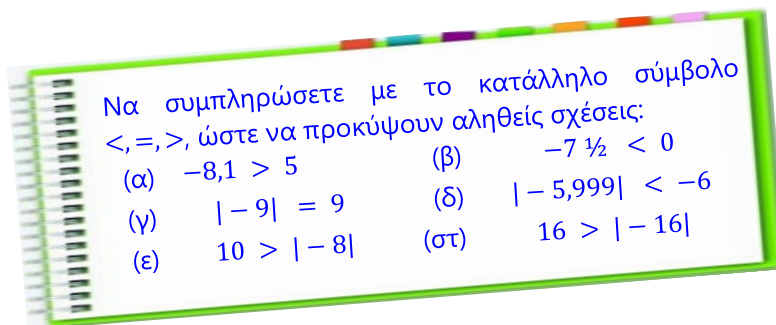 Να συμπληρώσετε με το κατάλληλο σύμβολο
<, =, >, ώστε να προκύψουν αληθείς σχέσεις:
(α) −8,1 > 5 (β) −7 ½ < 0
(γ) |− 9| = 9 (δ) |− 5,999| < −6
(ε) 10 > |− 8| (στ) 16 > |− 16|